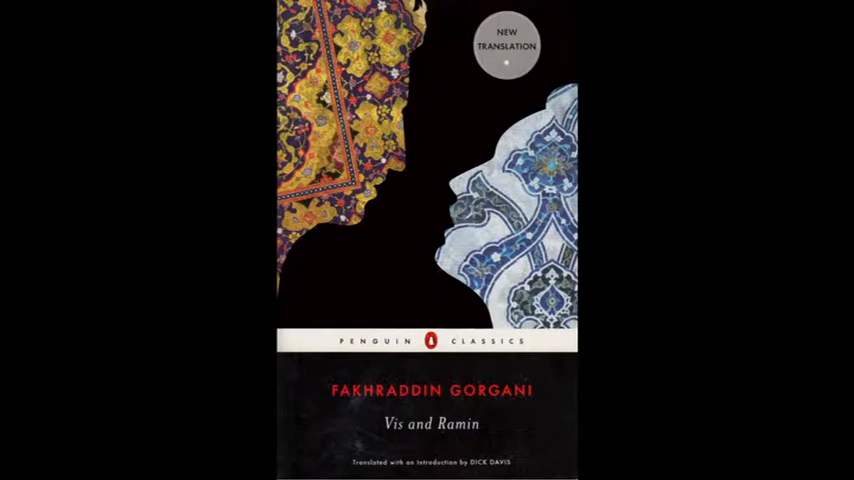 NEW
TRANSLATION
PENGUIN CLASSICS
FAKHRADDIN GORGANI
Vis and Ramin
Translated with an Introduction by DICK DAVIS